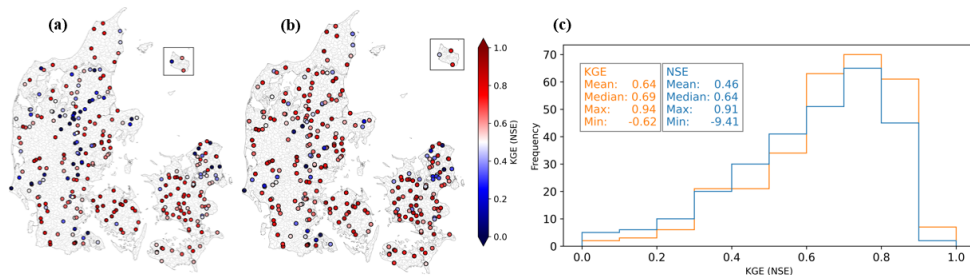 (a)
(b)
1.0
0.8
0.6
0.4
0.2
0.0
KGE (NSE)
70
60
50
40
30
20
10
0
Frequency
KGE
Mean: 0.64
Median: 0.69
Max: 0.94
Min: -0.62
NSE
Mean: 0.46
Median: 0.64
Max: 0.91
Min: -9.41
(c)
0.0 0.2 0.4 0.6 0.8 1.0
KGE (NSE)